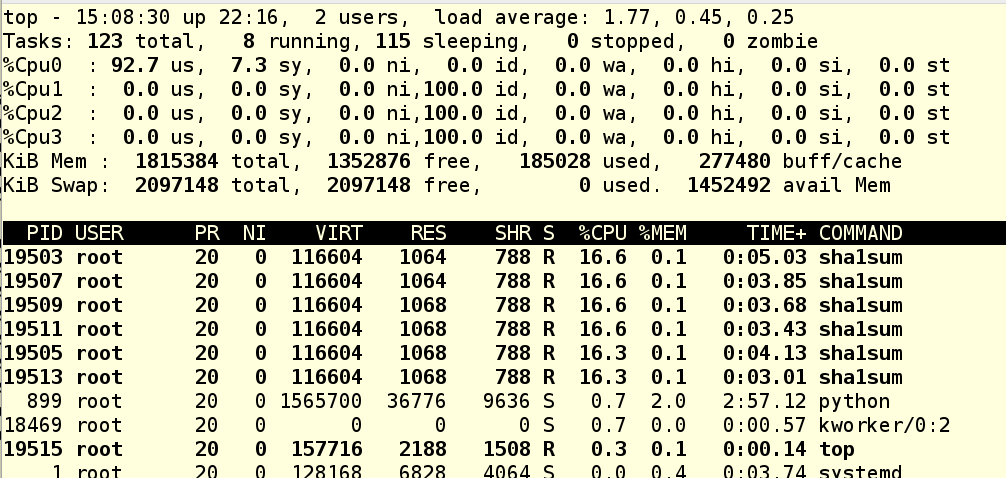 top - 15:08:30 up 22:16,  2 users,  load average: 1.77, 0.45, 0.25
Tasks: 123 total,   8 running, 115 sleeping,   0 stopped,   0 zombie
%Cpu0  : 92.7 us,  7.3 sy,  0.0 ni,  0.0 id,  0.0 wa,  0.0 hi,  0.0 si,  0.0 st
%Cpu1  :  0.0 us,  0.0 sy,  0.0 ni,100.0 id,  0.0 wa,  0.0 hi,  0.0 si,  0.0 st
%Cpu2  :  0.0 us,  0.0 sy,  0.0 ni,100.0 id,  0.0 wa,  0.0 hi,  0.0 si,  0.0 st
%Cpu3  :  0.0 us,  0.0 sy,  0.0 ni,100.0 id,  0.0 wa,  0.0 hi,  0.0 si,  0.0 st
KiB Mem :  1815384 total,  1352876 free,   185028 used,   277480 buff/cache
KiB Swap:  2097148 total,  2097148 free,        0 used.  1452492 avail Mem
  PID USER      PR  NI    VIRT    RES    SHR S  %CPU %MEM     TIME+ COMMAND
19503 root      20   0  116604   1064    788 R  16.6  0.1   0:05.03 sha1sum
19507 root      20   0  116604   1064    788 R  16.6  0.1   0:03.85 sha1sum
19509 root      20   0  116604   1068    788 R  16.6  0.1   0:03.68 sha1sum
19511 root      20   0  116604   1068    788 R  16.6  0.1   0:03.43 sha1sum
19505 root      20   0  116604   1068    788 R  16.3  0.1   0:04.13 sha1sum
19513 root      20   0  116604   1068    788 R  16.3  0.1   0:03.01 sha1sum
  899 root      20   0 1565700  36776   9636 S   0.7  2.0   2:57.12 python
18469 root      20   0       0      0      0 S   0.7  0.0   0:00.57 kworker/0:2
19515 root      20   0  157716   2188   1508 R   0.3  0.1   0:00.14 top
    1 root      20   0  128168   6828   4064 S   0.0  0.4   0:03.74 systemd